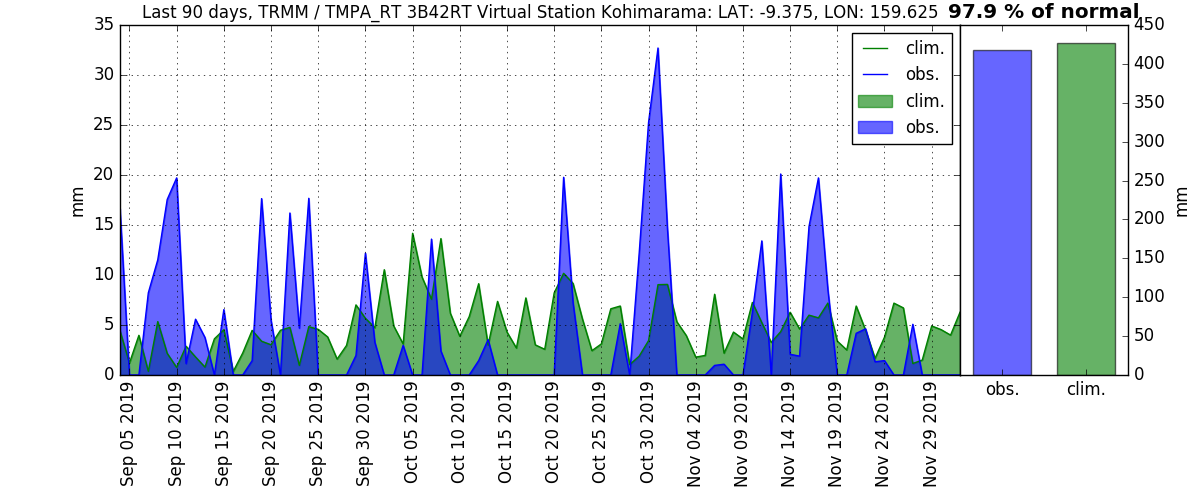 Last 90 days, TRMM / TMPA_RT 3B42RT Virtual Station Kohimarama: LAT: -9.375, LON: 159.625 97.9 % of normal
35
30
25
20
15
10
5
0
mm
clim.
obs.
clim.
obs.
450
400
350
300
250
200
150
100
50
0
mm
obs.
clim.
Sep 05 2019
Sep 10 2019
Sep 15 2019
Sep 20 2019
Sep 25 2019
Sep 30 2019
Oct 05 2019
Oct 10 2019
Oct 15 2019
Oct 20 2019
Oct 25 2019
Oct 30 2019
Nov 04 2019
Nov 09 2019
Nov 14 2019
Nov 19 2019
Nov 24 2019
Nov 29 2019